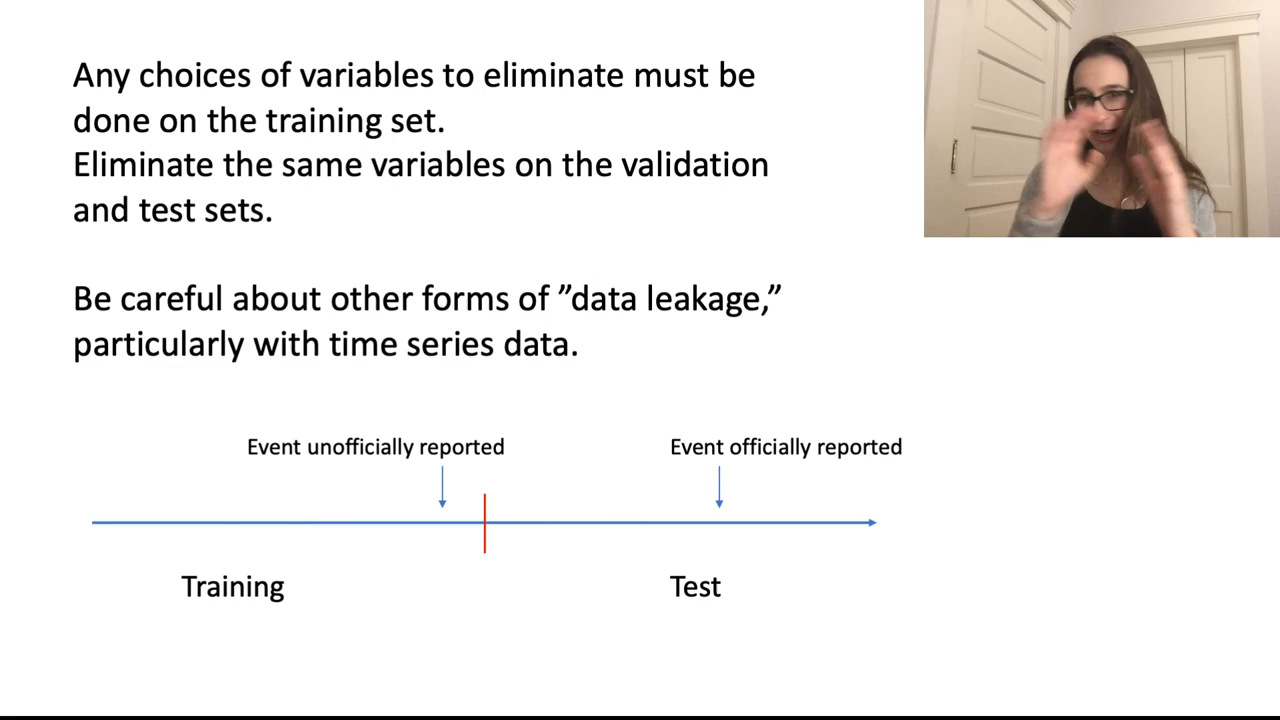 Any choices of variables to eliminate must be
done on the training set.
Eliminate the same variables on the validation
and test sets.
Be careful about other forms of ”data leakage,”
particularly with time series data.
Event unofficially reported
Event officially reported
Training
Test